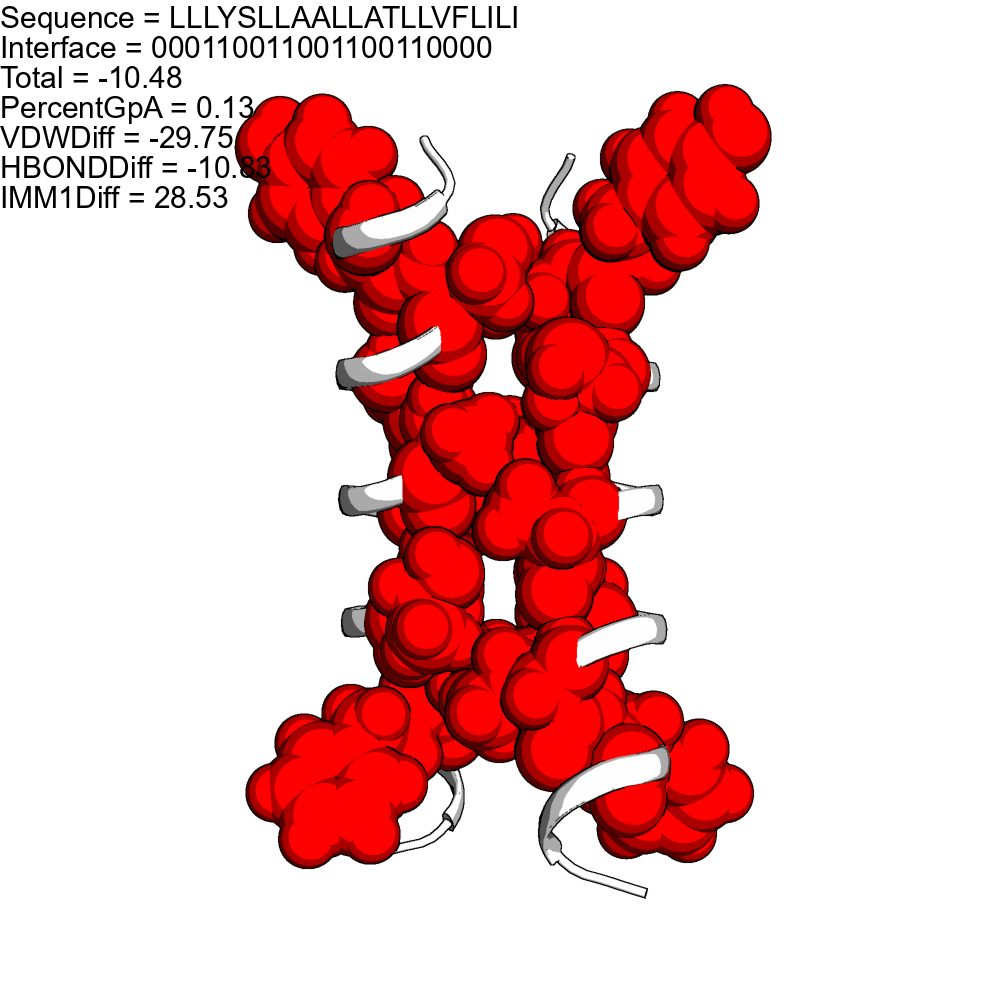 Sequence = LLLYSLLAALLATLLVFLILI
Interface = 000110011001100110000
Total = -10.48
PercentGpA = 0.13
VDWDiff = -29.75
HBONDDiff = -10.83
IMM1Diff = 28.53